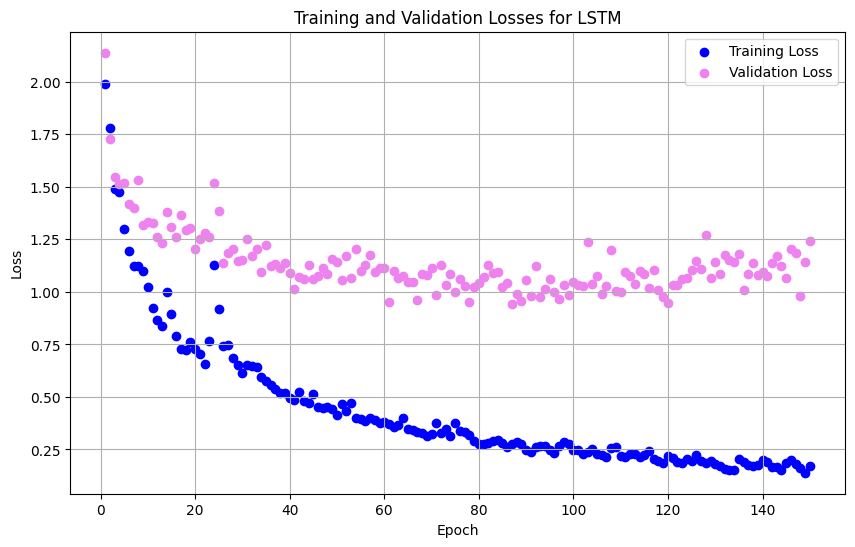 Training and Validation Losses for LSTM
Training Loss
Validation Loss
2.00
1.75
1.50
1.25
1.00
0.75
0.50
0.25
Loss
0 20 40 60 80 100 120 140
Epoch